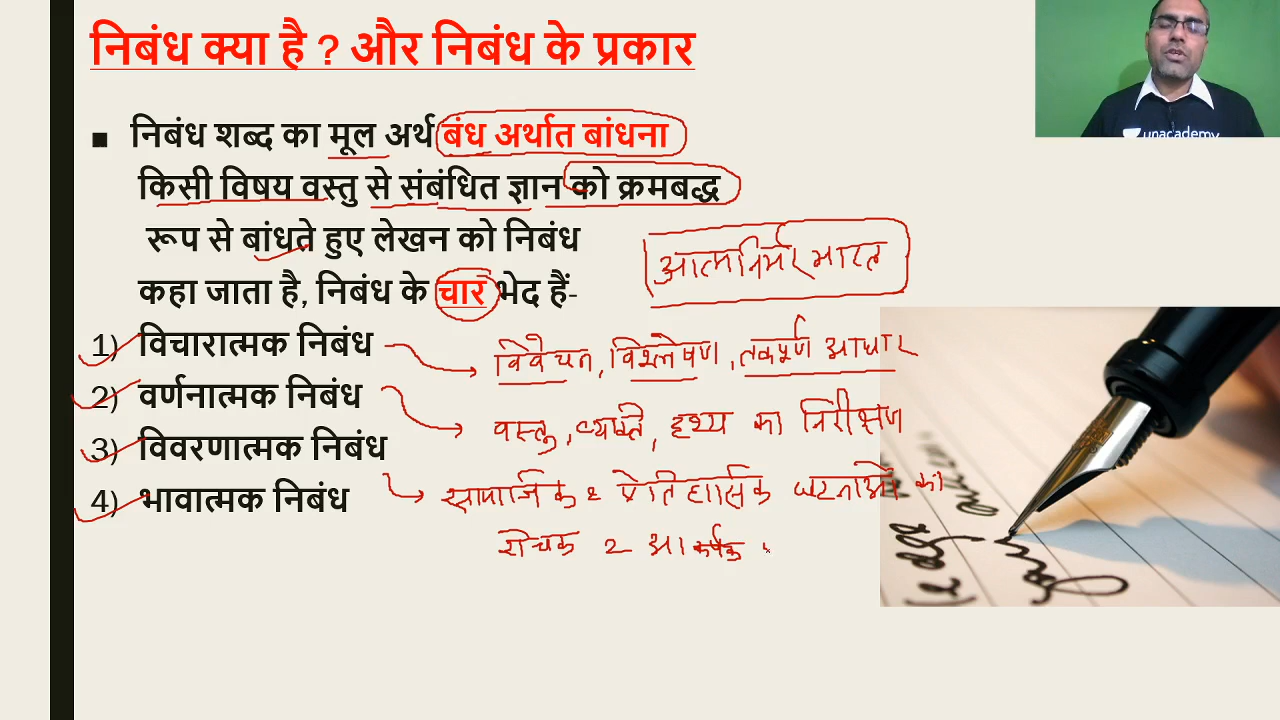 निबंध क्या है ? और निबंध के प्रकार
unacademy
■ निबंध शब्द का मूल अर्थ बंध अर्थात बांधना
किसी विषय वस्तु से संबंधित ज्ञान को क्रमबद्ध
रूप से बांधते हुए लेखन को निबंध
आत्मनिर्भर भारत
कहा जाता है, निबंध के चार भेद हैं-
1) विचारात्मक निबंध
विवेचन, विश्लेषण, तर्कपूर्ण आधार
2) वर्णनात्मक निबंध
वस्तु, व्यक्ति, दृश्य का निरीक्षण
3) विवरणात्मक निबंध
सामाजिक व ऐतिहासिक घटनाओं का
4) भावात्मक निबंध
रोचक व आकर्षक